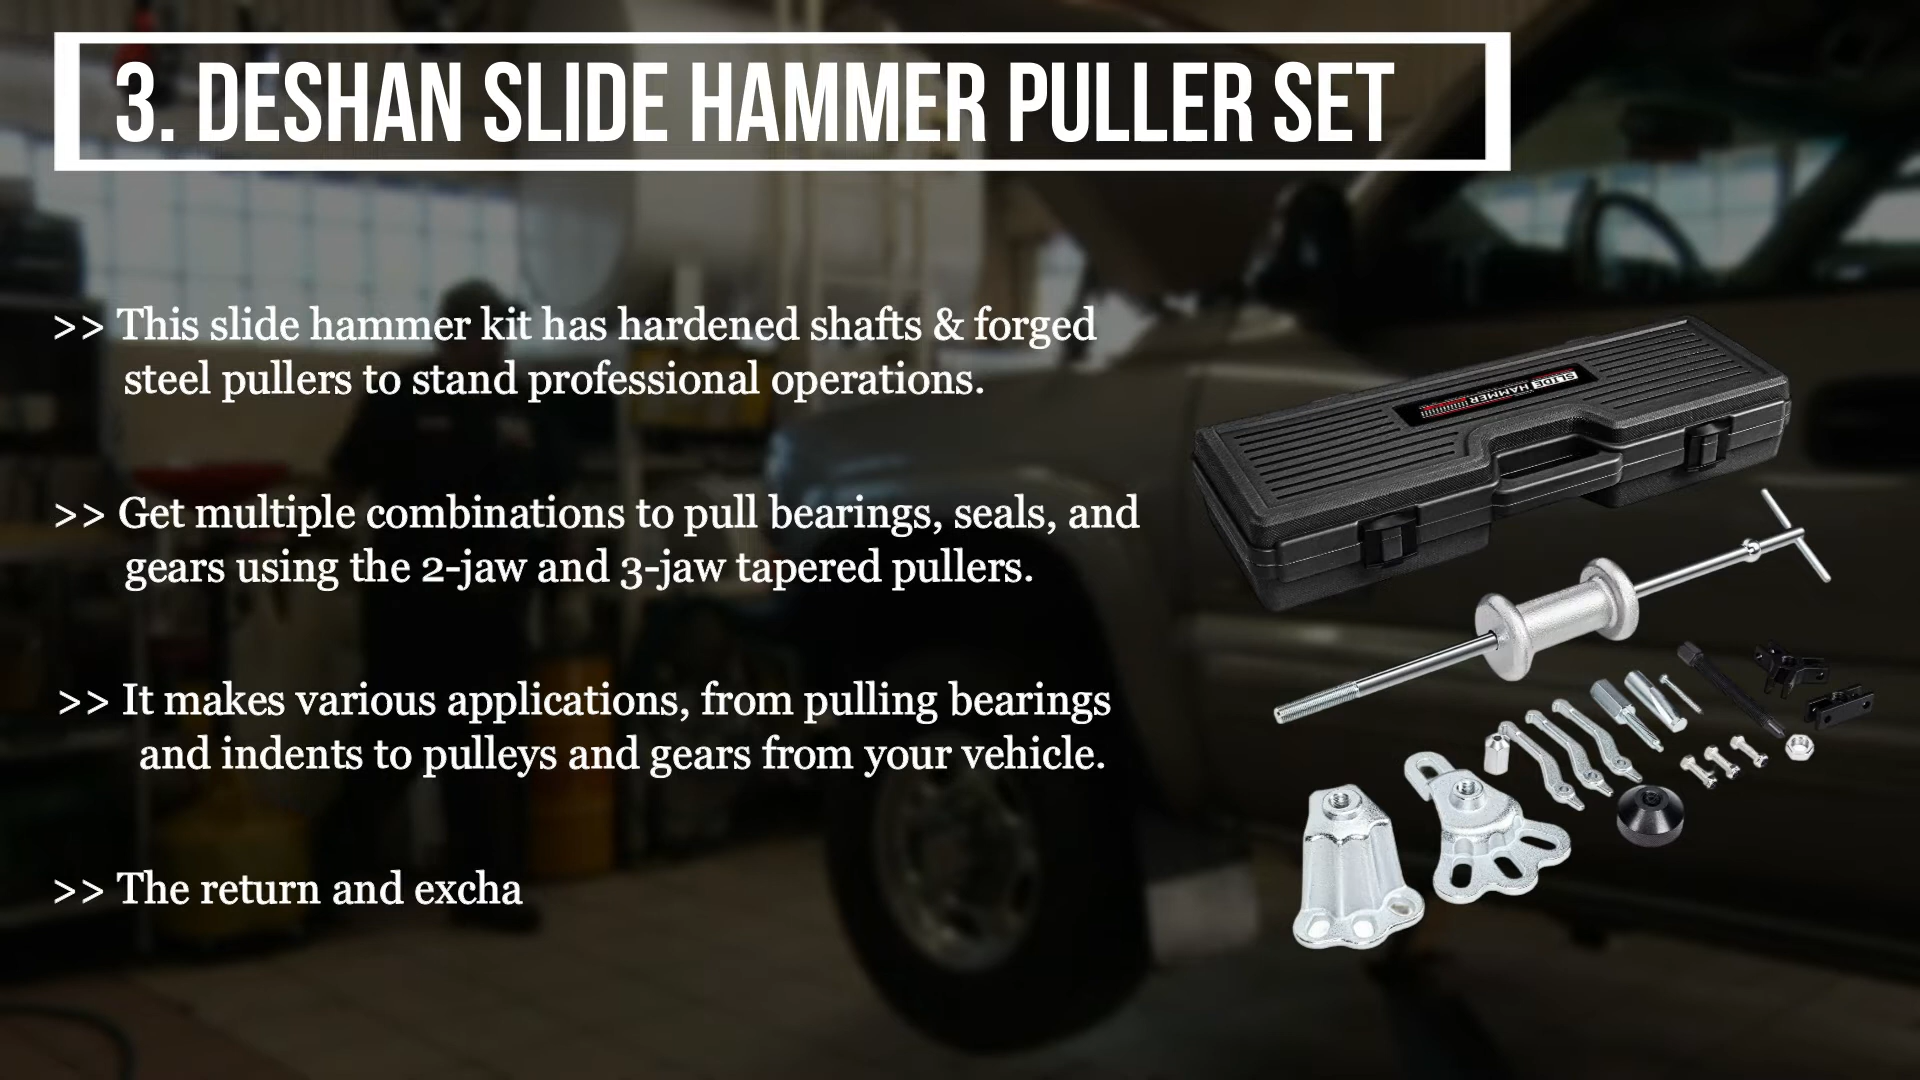 3. DESHAN SLIDE HAMMER PULLER SET
>> This slide hammer kit has hardened shafts & forged
steel pullers to stand professional operations.
>> Get multiple combinations to pull bearings, seals, and
gears using the 2-jaw and 3-jaw tapered pullers.
>> It makes various applications, from pulling bearings
and indents to pulleys and gears from your vehicle.
>> The return and excha
SLIDE HAMMER